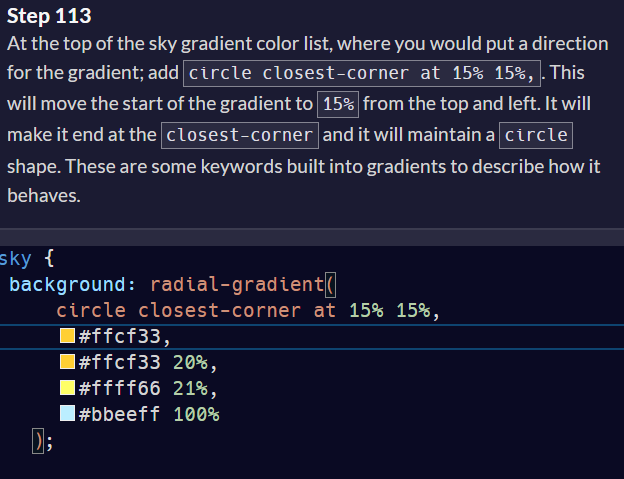 Step 113
At the top of the sky gradient color list, where you would put a direction
for the gradient; add circle closest-corner at 15% 15%,. This
will move the start of the gradient to 15% from the top and left. It will
make it end at the closest-corner and it will maintain a circle
shape. These are some keywords built into gradients to describe how it
behaves.
sky {
background: radial-gradient(
circle closest-corner at 15% 15%,
#ffcf33,
#ffcf33 20%,
#ffff66 21%,
#bbeeff 100%
);